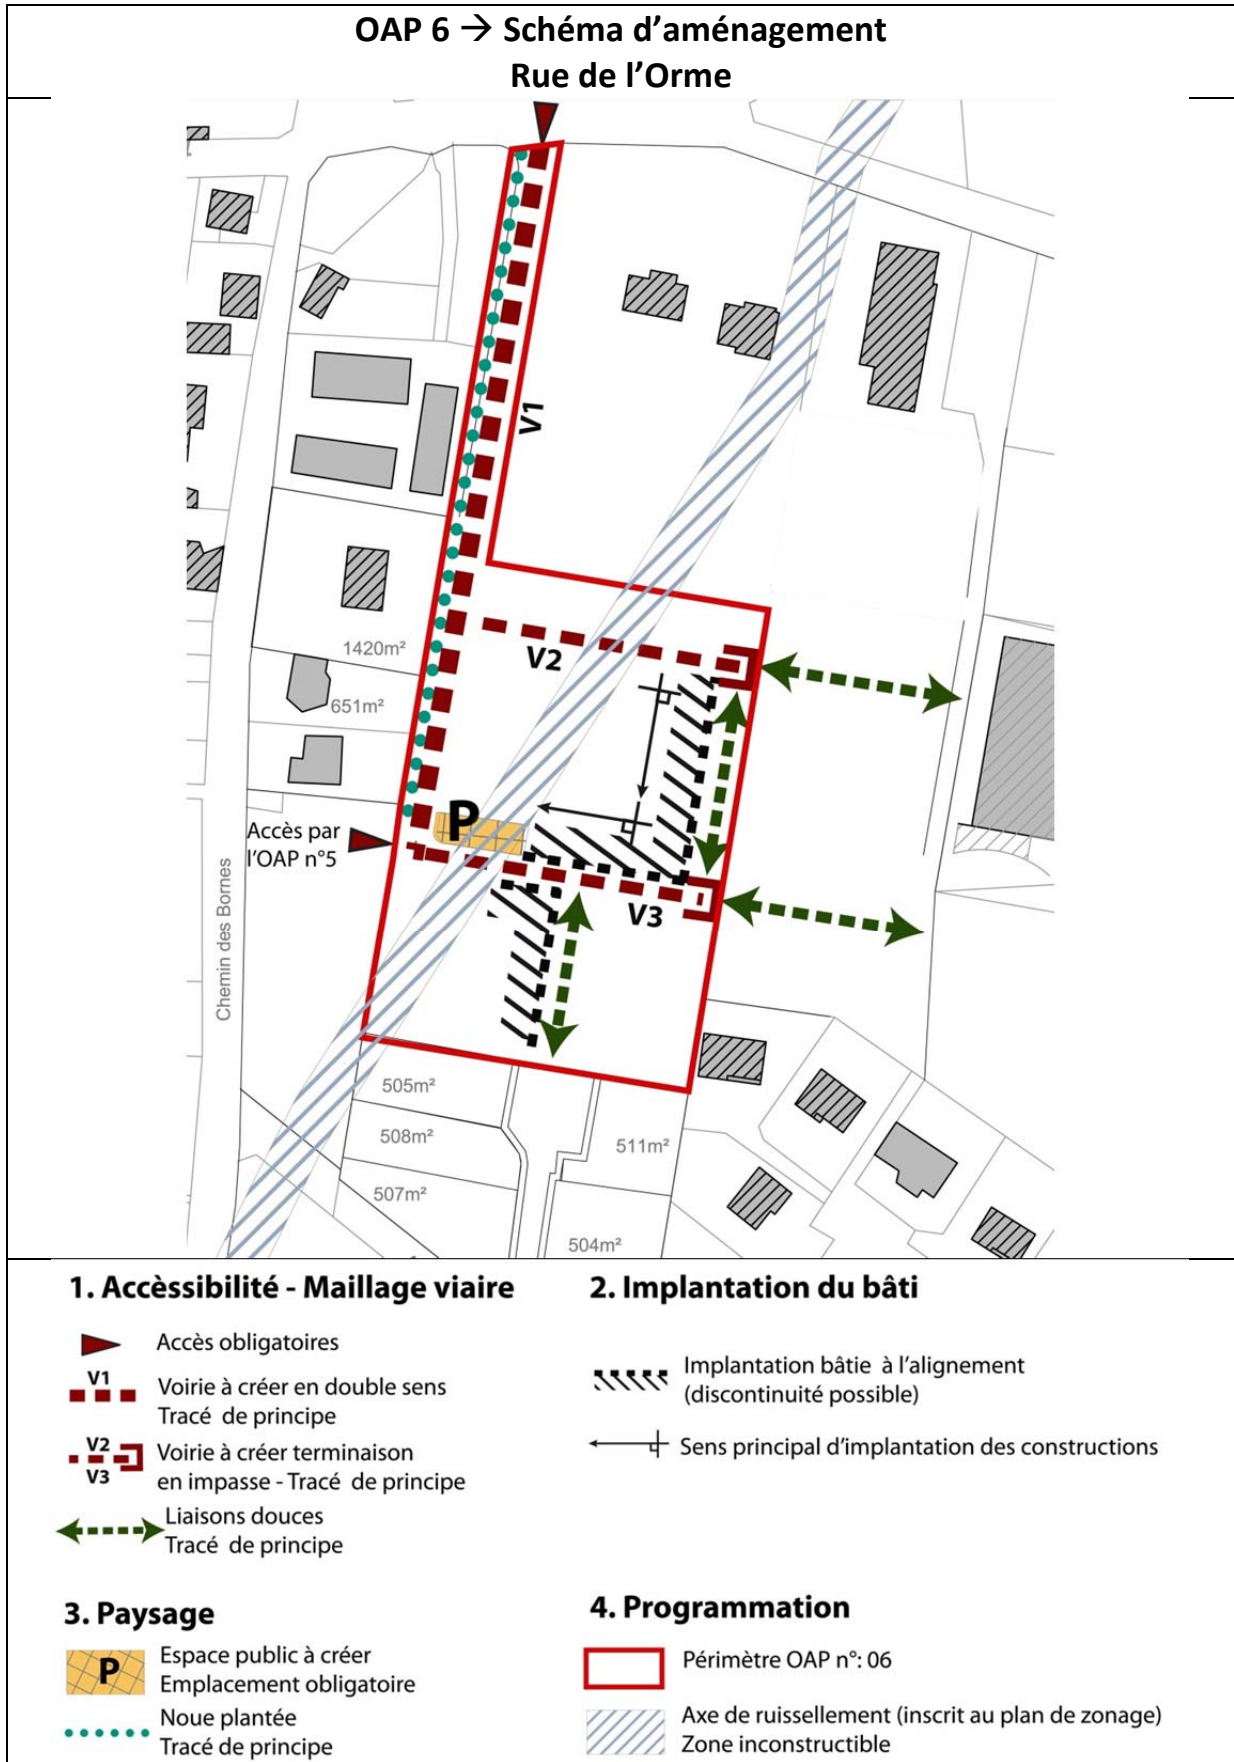 OAP 6 → Schéma d'aménagement
Rue de l'Orme
V1
1420m²
V2
651m²
P
Accès par
l'OAP n°5
V3
Chemin des Bornes
505m²
508m²
511m²
507m²
504m²
1. Accèssibilité - Maillage viaire
Accès obligatoires
V1
Voirie à créer en double sens
Tracé de principe
V2
V3
Voirie à créer terminaison
en impasse - Tracé de principe
Liaisons douces
Tracé de principe
2. Implantation du bâti
Implantation bâtie à l'alignement
(discontinuité possible)
Sens principal d'implantation des constructions
3. Paysage
P
Espace public à créer
Emplacement obligatoire
Noue plantée
Tracé de principe
4. Programmation
Périmètre OAP n°: 06
Axe de ruissellement (inscrit au plan de zonage)
Zone inconstructible